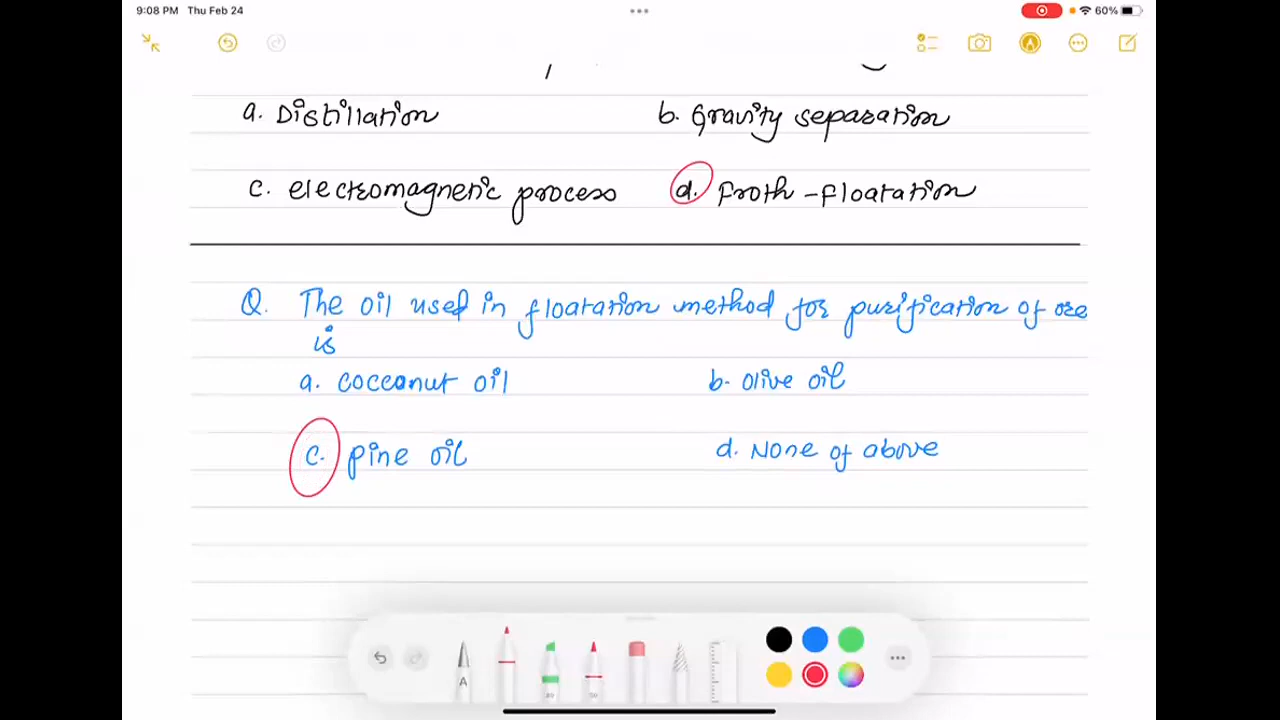 9:08 PM Thu Feb 24
60%
a. Distillation b. Gravity separation
c. electromagnetic process d. Froth-floatation
Q. The oil used in floatation method for purification of ore
is
a. coccanut oil b. olive oil
c. pine oil d. None of above
A